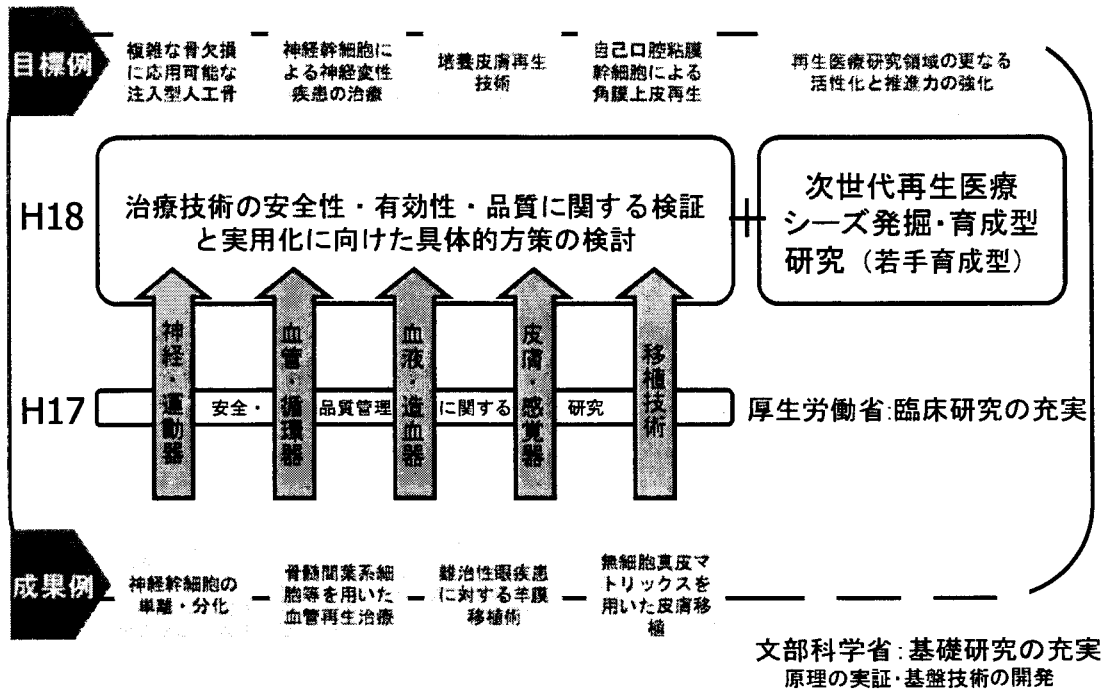 目標例
複雑な骨欠損
に応用可能な
注入型人工骨
神経幹細胞に
よる神経変性
疾患の治療
培養皮膚再生
技術
自己口腔粘膜
幹細胞による
角膜上皮再生
再生医療研究領域の更なる
活性化と推進力の強化
H18
治療技術の安全性・有効性・品質に関する検証
と実用化に向けた具体的方策の検討
+
次世代再生医療
シーズ発掘・育成型
研究（若手育成型）
神経・運動器
血管・循環器
血液・造血器
皮膚・感覚器
移植技術
H17
安全・品質管理に関する研究
厚生労働省:臨床研究の充実
成果例
神経幹細胞の
単離・分化
骨髄間葉系細
胞等を用いた
血管再生治療
難治性眼疾患
に対する羊膜
移植術
無細胞真皮マ
トリックスを
用いた皮膚移
植
文部科学省:基礎研究の充実
原理の実証・基盤技術の開発